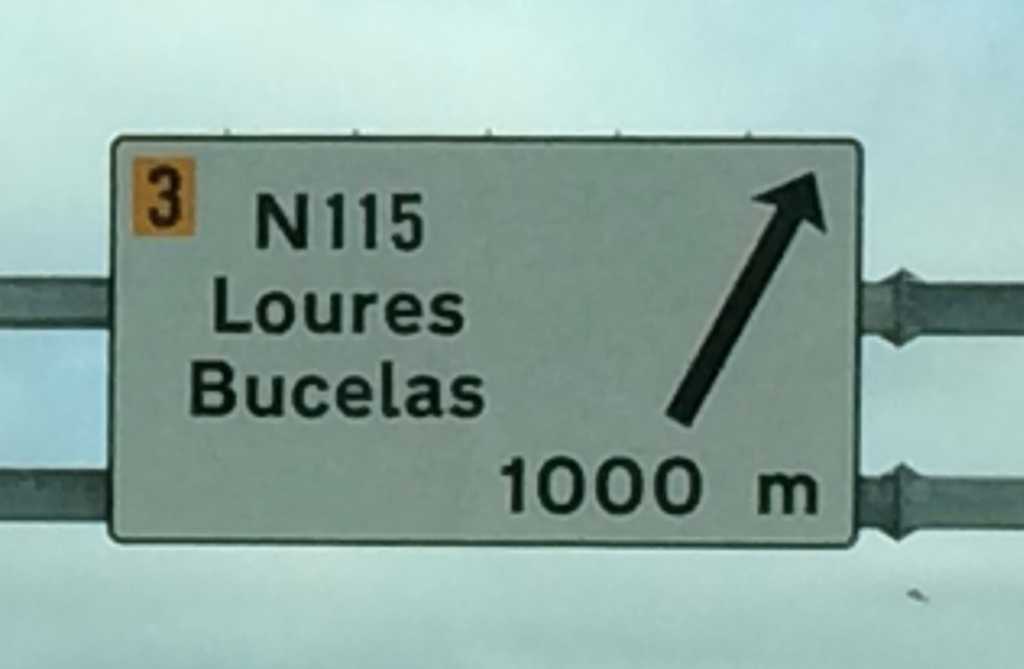 3
N115
Loures
Bucelas
1000 m